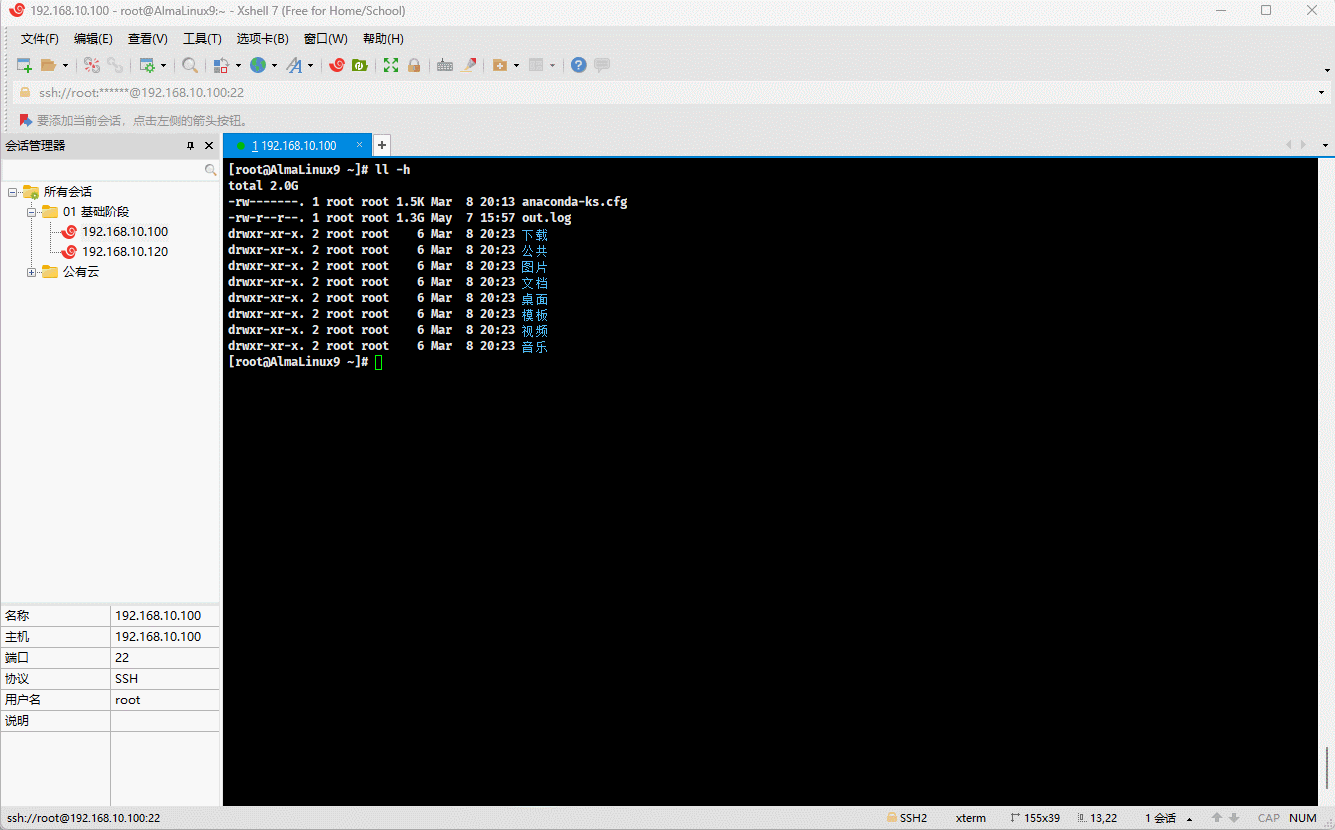 192.168.10.100 - root@AlmaLinux9:~ - Xshell 7 (Free for Home/School)
文件(F) 编辑(E) 查看(V) 工具(T) 选项卡(B) 窗口(W) 帮助(H)
ssh://root:******@192.168.10.100:22
要添加当前会话，点击左侧的箭头按钮。
会话管理器
1 192.168.10.100
所有会话
01 基础阶段
192.168.10.100
192.168.10.120
公有云
[root@AlmaLinux9 ~]# ll -h
total 2.0G
-rw-------. 1 root root 1.5K Mar  8 20:13 anaconda-ks.cfg
-rw-r--r--. 1 root root 1.3G May  7 15:57 out.log
drwxr-xr-x. 2 root root    6 Mar  8 20:23 下载
drwxr-xr-x. 2 root root    6 Mar  8 20:23 公共
drwxr-xr-x. 2 root root    6 Mar  8 20:23 图片
drwxr-xr-x. 2 root root    6 Mar  8 20:23 文档
drwxr-xr-x. 2 root root    6 Mar  8 20:23 桌面
drwxr-xr-x. 2 root root    6 Mar  8 20:23 模板
drwxr-xr-x. 2 root root    6 Mar  8 20:23 视频
drwxr-xr-x. 2 root root    6 Mar  8 20:23 音乐
[root@AlmaLinux9 ~]#
名称 192.168.10.100
主机 192.168.10.100
端口 22
协议 SSH
用户名 root
说明
ssh://root@192.168.10.100:22 SSH2 xterm 155x39 13,22 1 会话 CAP NUM